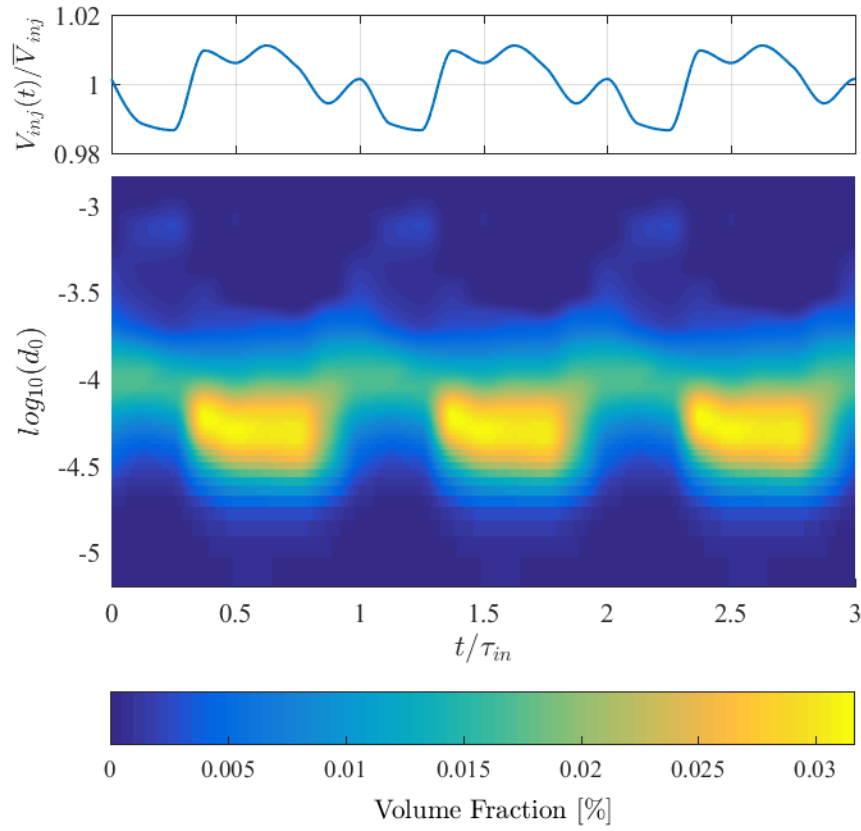 1.02
1
0.98
V_{inj}(t)/\overline{V}_{inj}
-3
-3.5
-4
-4.5
-5
log_{10}(d_0)
0 0.5 1 1.5 2 2.5 3
t/τ_{in}
0 0.005 0.01 0.015 0.02 0.025 0.03
Volume Fraction [%]